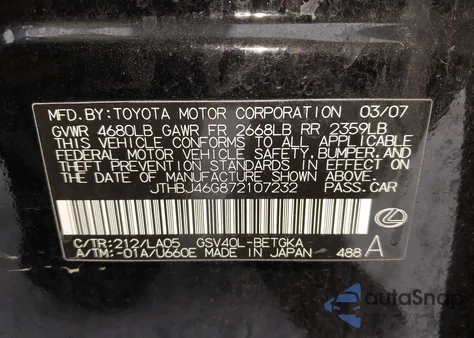 MFD.BY:TOYOTA MOTOR CORPORATION 03/07
GVWR 4680LB GAWR FR 2668LB RR 2359LB
THIS VEHICLE CONFORMS TO ALL APPLICABLE
FEDERAL MOTOR VEHICLE SAFETY,BUMPER,AND
THEFT PREVENTION STANDARDS IN EFFECT ON
THE DATE OF MANUFACTURE SHOWN ABOVE.
JTHBJ46G872107232 PASS.CAR
C/TR:212/LA05 GSV40L-BETGKA
A/TM:-01A/U660E MADE IN JAPAN 488 A
autoSnap